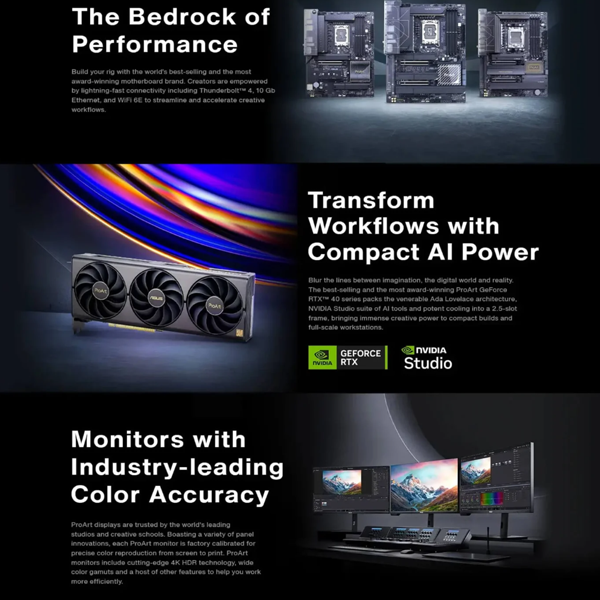 The Bedrock of
Performance
Build your rig with the world's best-selling and the most
award-winning motherboard brand. Creators are empowered
by lightning-fast connectivity including Thunderbolt™ 4, 10 Gb
Ethernet, and WiFi 6E to streamline and accelerate creative
workflows.
Transform
Workflows with
Compact AI Power
Blur the lines between imagination, the digital world and reality.
The best-selling and the most award-winning ProArt GeForce
RTX™ 40 series packs the venerable Ada Lovelace architecture,
NVIDIA Studio suite of AI tools and potent cooling into a 2.5-slot
frame, bringing immense creative power to compact builds and
full-scale workstations.
ProArt
ASUS
ProArt
NVIDIA
GEFORCE
RTX
NVIDIA
Studio
Monitors with
Industry-leading
Color Accuracy
ProArt displays are trusted by the world's leading
studios and creative schools. Boasting a variety of panel
innovations, each ProArt monitor is factory calibrated for
precise color reproduction from screen to print. ProArt
monitors include cutting-edge 4K HDR technology, wide
color gamuts and a host of other features to help you work
more efficiently.